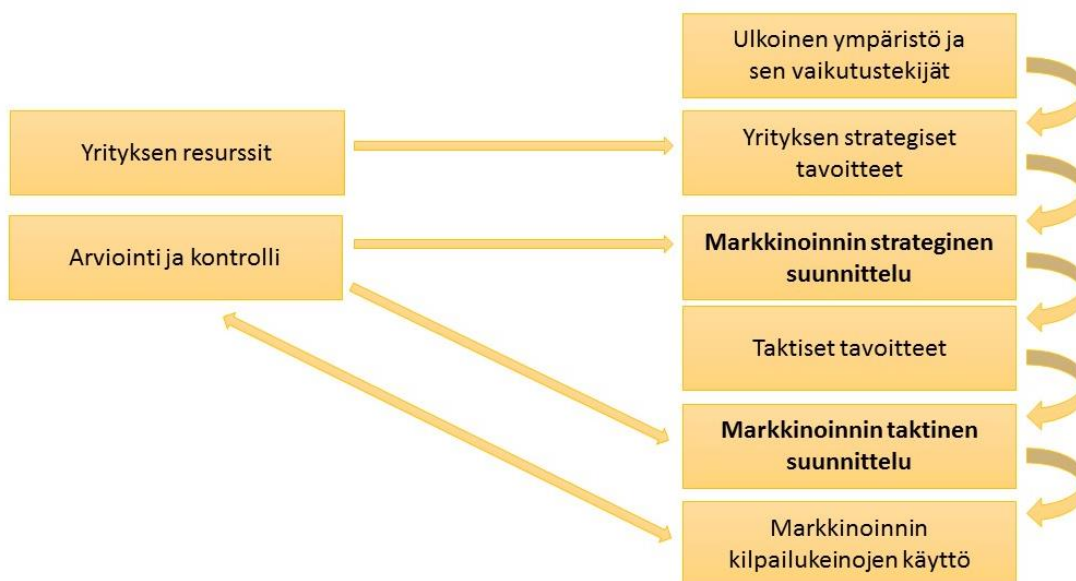 Ulkoinen ympäristö ja
sen vaikutustekijät
Yrityksen resurssit
Yrityksen strategiset
tavoitteet
Arviointi ja kontrolli
Markkinoinnin strateginen
suunnittelu
Taktiset tavoitteet
Markkinoinnin taktinen
suunnittelu
Markkinoinnin
kilpailukeinojen käyttö